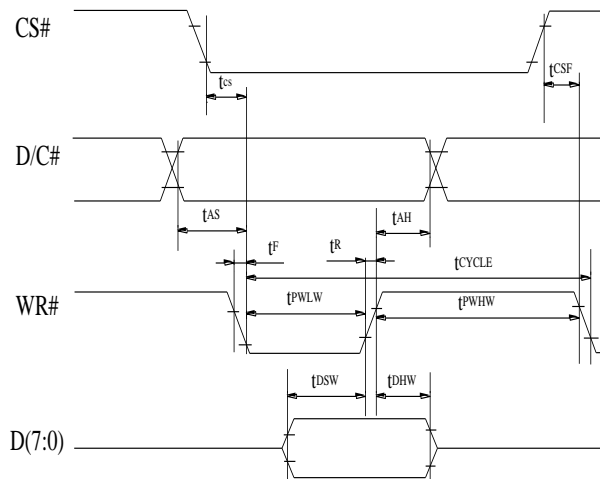 CS#
tcs
tCSF
D/C#
tAS
tF
tR
tAH
tCYCLE
WR#
tPWLW
tPWHW
tDSW
tDHW
D(7:0)